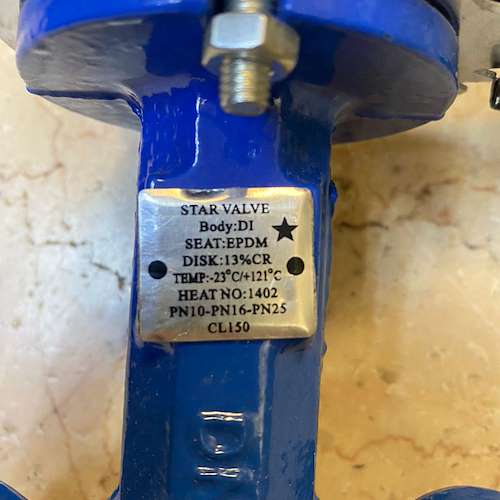 STAR VALVE
Body:DI
SEAT:EPDM
DISK:13%CR
TEMP:-23°C/+121°C
HEAT NO:1402
PN10-PN16-PN25
CL150